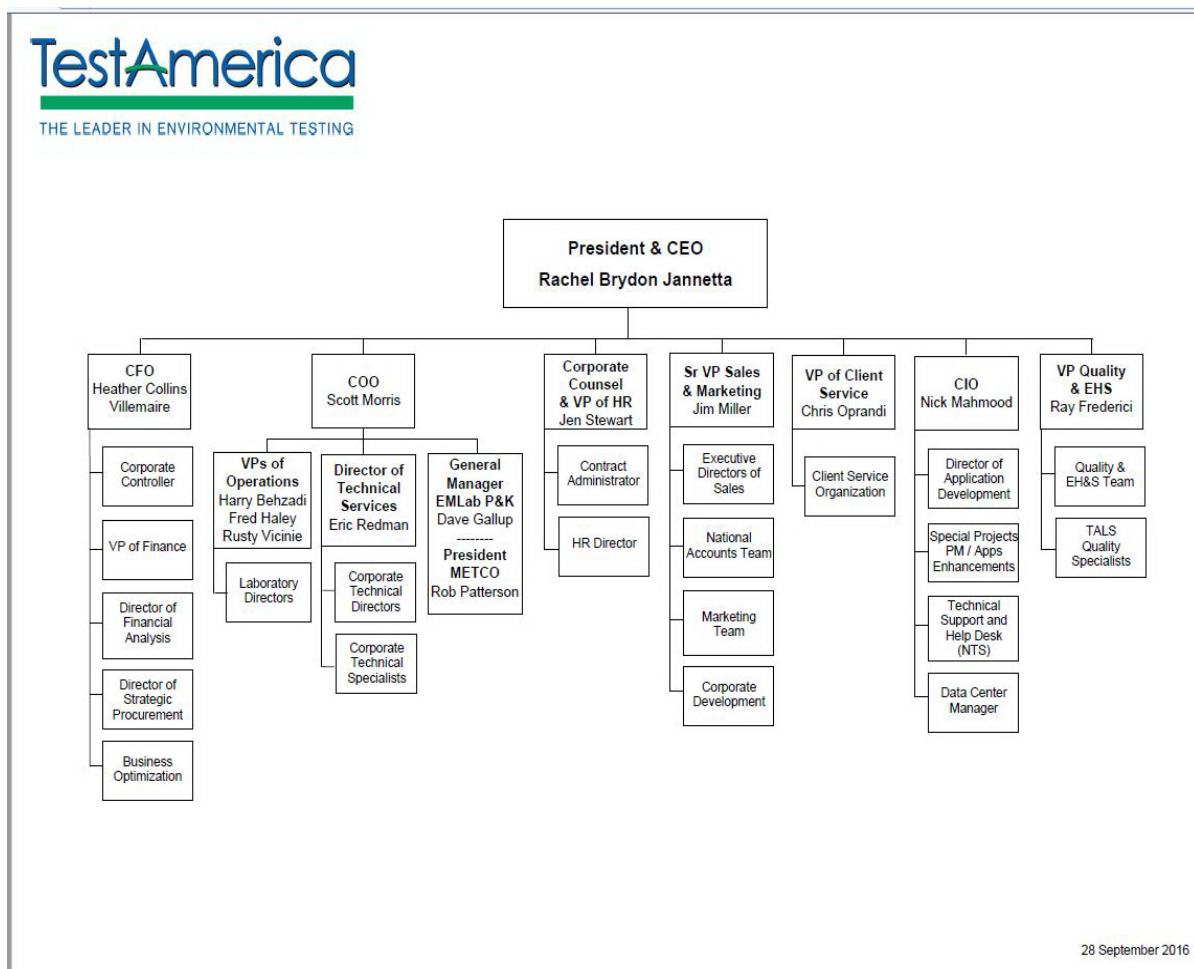 TestAmerica
THE LEADER IN ENVIRONMENTAL TESTING
President & CEO
Rachel Brydon Jannetta
CFO
Heather Collins
Villemaire
Corporate
Controller
VP of Finance
Director of
Financial
Analysis
Director of
Strategic
Procurement
Business
Optimization
COO
Scott Morris
VPs of
Operations
Harry Behzadi
Fred Haley
Rusty Vicinie
Laboratory
Directors
Director of
Technical
Services
Eric Redman
Corporate
Technical
Directors
Corporate
Technical
Specialists
General
Manager
EMLab P&K
Dave Gallup
--------
President
METCO
Rob Patterson
Corporate
Counsel
& VP of HR
Jen Stewart
Contract
Administrator
HR Director
Sr VP Sales
& Marketing
Jim Miller
Executive
Directors of
Sales
National
Accounts Team
Marketing
Team
Corporate
Development
VP of Client
Service
Chris Oprandi
Client Service
Organization
CIO
Nick Mahmood
Director of
Application
Development
Special Projects
PM / Apps
Enhancements
Technical
Support and
Help Desk
(NTS)
Data Center
Manager
VP Quality
& EHS
Ray Frederici
Quality &
EH&S Team
TALS
Quality
Specialists
28 September 2016